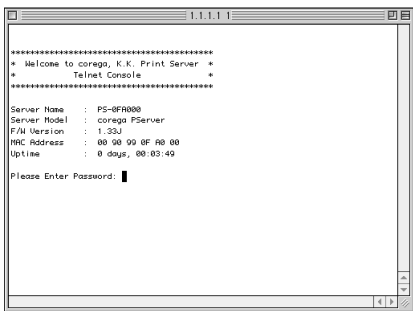 1.1.1.1 1
******************************************
*  Welcome to corega, K.K. Print Server  *
*            Telnet Console              *
******************************************
Server Name    :  PS-0FA000
Server Model   :  corega PServer
F/W Version    :  1.33J
MAC Address    :  00 90 99 0F A0 00
Uptime         :  0 days, 00:03:49
Please Enter Password: